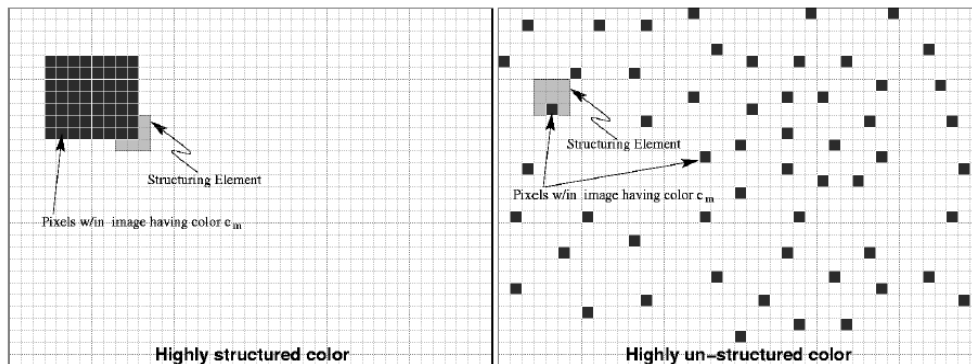 Structuring Element
Pixels w/in image having color c_m
Highly structured color
Structuring Element
Pixels w/in image having color c_m
Highly un-structured color